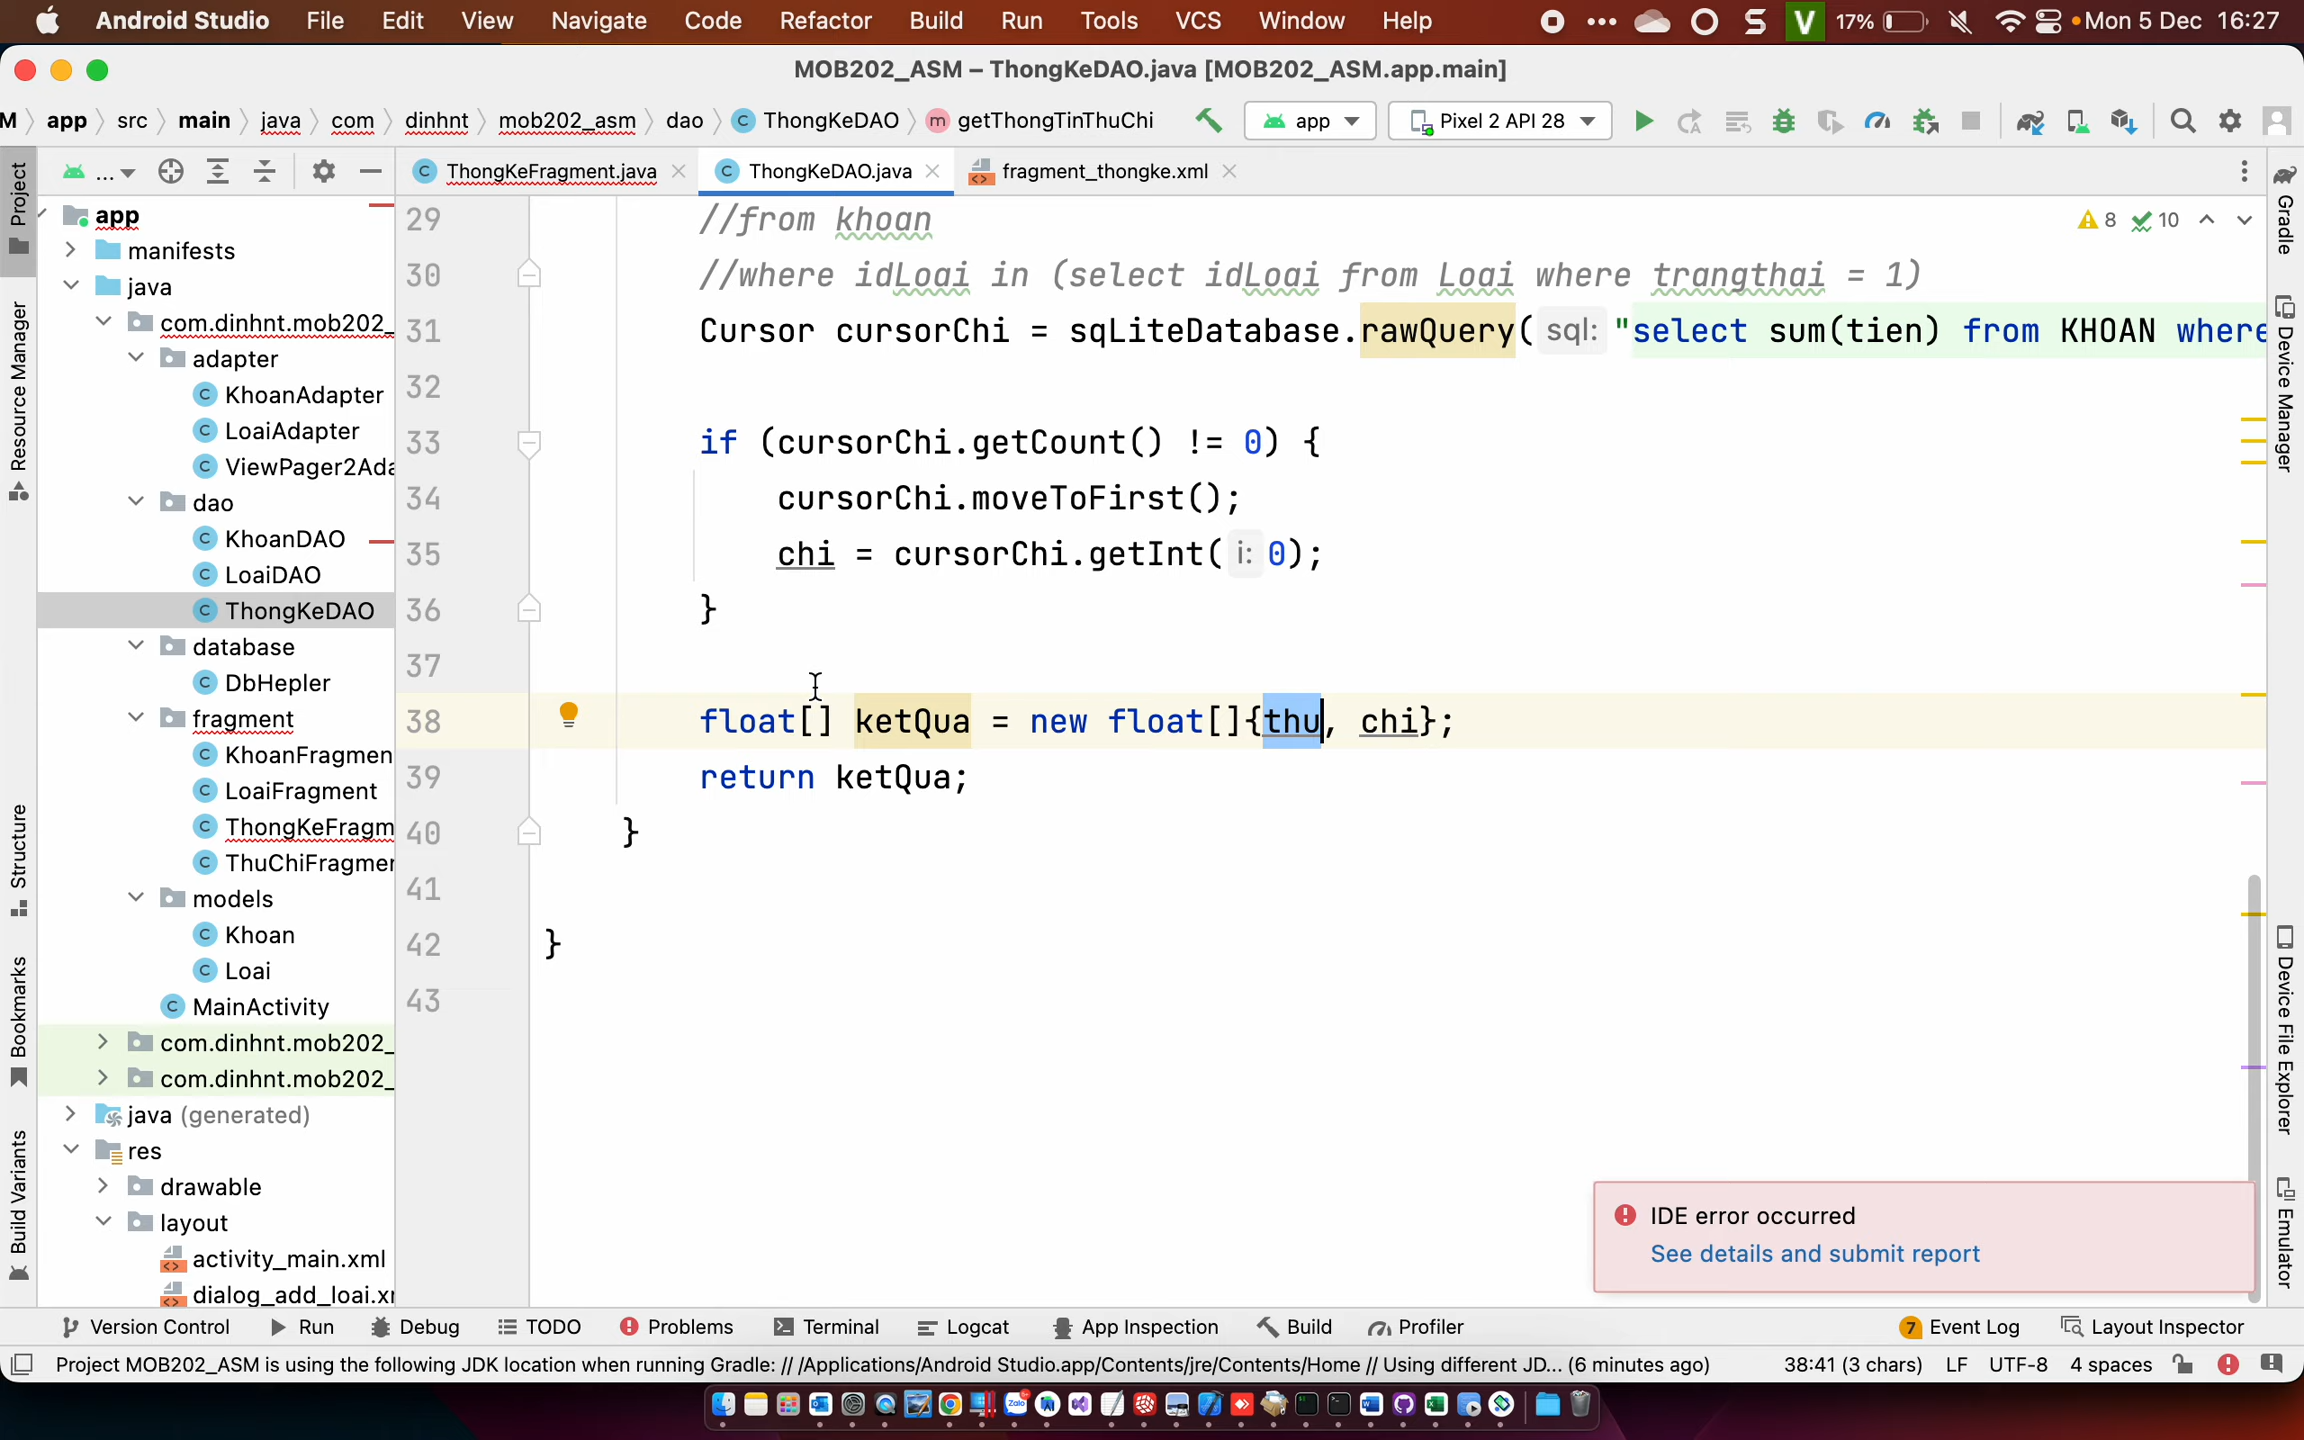 Android Studio File Edit View Navigate Code Refactor Build Run Tools VCS Window Help S V 17% Mon 5 Dec 16:27
MOB202_ASM – ThongKeDAO.java [MOB202_ASM.app.main]
M app src main java com dinhnt mob202_asm dao ThongKeDAO getThongTinThuChi app Pixel 2 API 28
... ThongKeFragment.java ThongKeDAO.java fragment_thongke.xml
Project
Resource Manager
Structure
Bookmarks
Build Variants
app
manifests
java
com.dinhnt.mob202_
adapter
KhoanAdapter
LoaiAdapter
ViewPager2Ada
dao
KhoanDAO
LoaiDAO
ThongKeDAO
database
DbHepler
fragment
KhoanFragmen
LoaiFragment
ThongKeFragm
ThuChiFragmen
models
Khoan
Loai
MainActivity
com.dinhnt.mob202_
com.dinhnt.mob202_
java (generated)
res
drawable
layout
activity_main.xml
dialog_add_loai.xm
8 10
29 //from khoan
30 //where idLoai in (select idLoai from Loai where trangthai = 1)
31 Cursor cursorChi = sqLiteDatabase.rawQuery( sql: "select sum(tien) from KHOAN where
32
33 if (cursorChi.getCount() != 0) {
34 cursorChi.moveToFirst();
35 chi = cursorChi.getInt( i: 0);
36 }
37
38 float[] ketQua = new float[]{thu, chi};
39 return ketQua;
40 }
41
42 }
43
Gradle
Device Manager
Device File Explorer
Emulator
IDE error occurred
See details and submit report
Version Control Run Debug TODO Problems Terminal Logcat App Inspection Build Profiler 7 Event Log Layout Inspector
Project MOB202_ASM is using the following JDK location when running Gradle: // /Applications/Android Studio.app/Contents/jre/Contents/Home // Using different JD... (6 minutes ago) 38:41 (3 chars) LF UTF-8 4 spaces
Zalo